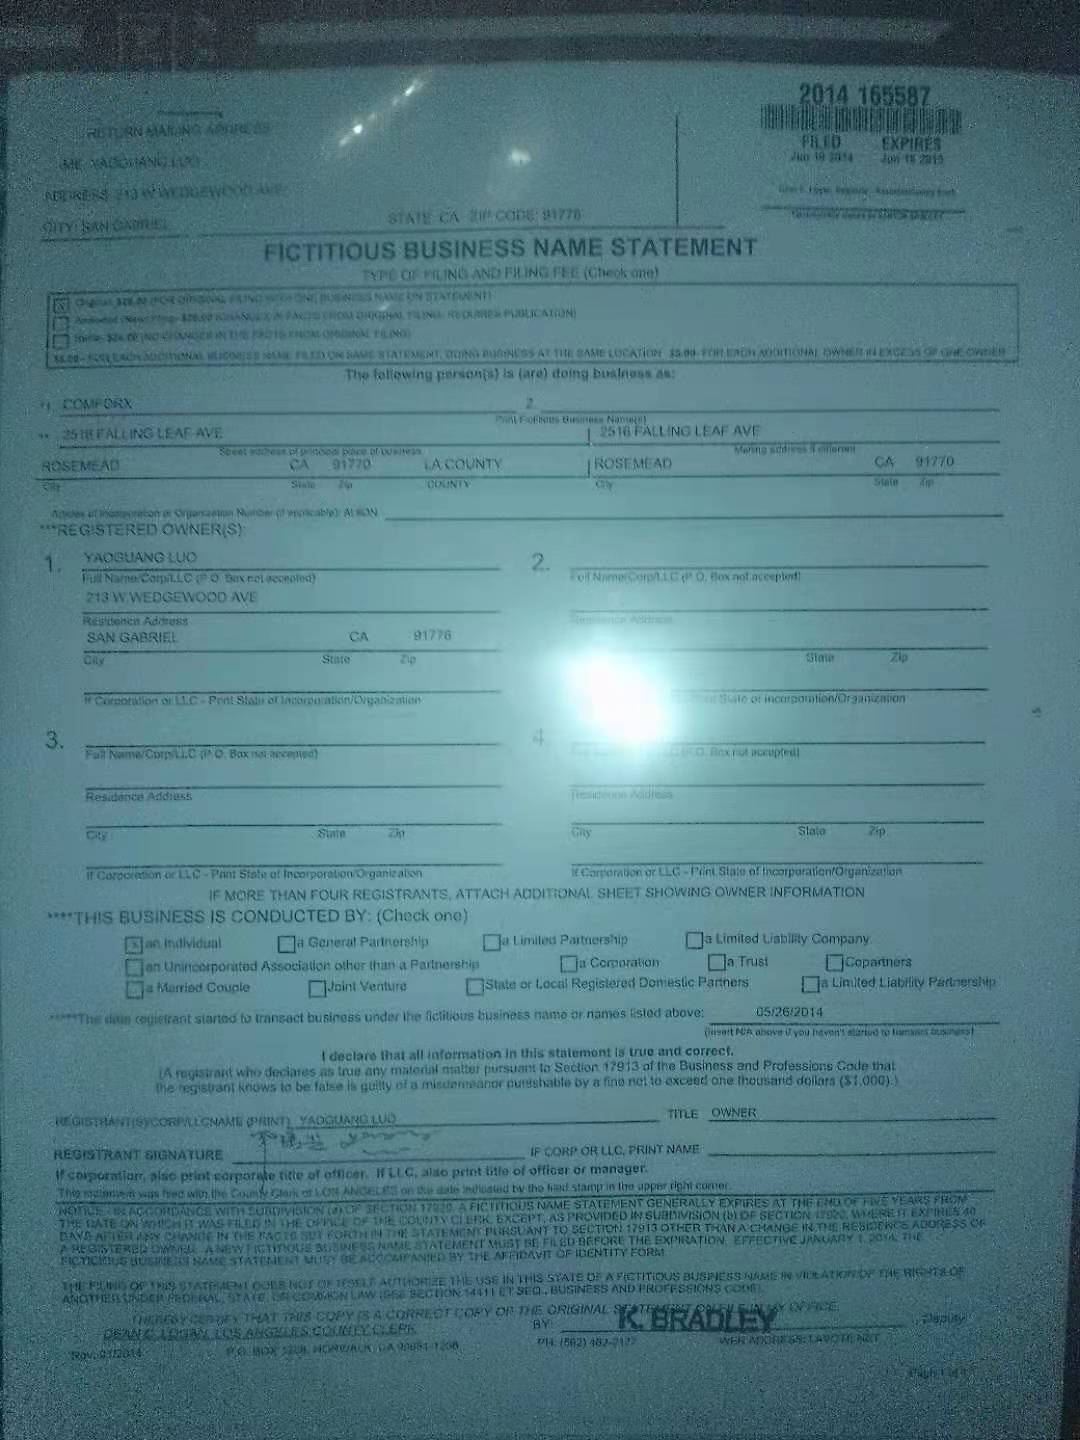 2014 165587
FILED EXPIRES
Jun 19 2014 Jun 19 2019
RETURN MAILING ADDRESS
YAOGUANG LUO
ADDRESS: 213 W WEDGEWOOD AVE
CITY: SAN GABRIEL STATE: CA ZIP CODE: 91776
FICTITIOUS BUSINESS NAME STATEMENT
TYPE OF FILING AND FILING FEE (Check one)
Original- $26.00 (FOR ORIGINAL FILING WITH ONE BUSINESS NAME ON STATEMENT)
Amended (New) Filing- $26.00 (CHANGES IN FACTS FROM ORIGINAL FILING; REQUIRES PUBLICATION)
Refile- $26.00 (NO CHANGES IN THE FACTS FROM ORIGINAL FILING)
$5.00- FOR EACH ADDITIONAL BUSINESS NAME FILED ON SAME STATEMENT, DOING BUSINESS AT THE SAME LOCATION $5.00- FOR EACH ADDITIONAL OWNER IN EXCESS OF ONE OWNER
The following person(s) is (are) doing business as:
*1. COMFORX 2.
Print Fictitious Business Name(s)
** 2516 FALLING LEAF AVE 2516 FALLING LEAF AVE
Street address of principal place of business Mailing address if different
ROSEMEAD CA 91770 LA COUNTY ROSEMEAD CA 91770
City State Zip COUNTY City State Zip
Articles of Incorporation or Organization Number (if applicable): AI #ON
***REGISTERED OWNER(S):
1. YAOGUANG LUO 2.
Full Name/Corp/LLC (P.O. Box not accepted) Full Name/Corp/LLC (P.O. Box not accepted)
213 W WEDGEWOOD AVE
Residence Address Residence Address
SAN GABRIEL CA 91776
City State Zip State Zip
If Corporation or LLC - Print State of Incorporation/Organization State of Incorporation/Organization
3. 4.
Full Name/Corp/LLC (P.O. Box not accepted) Box not accepted)
Residence Address Residence Address
City State Zip City State Zip
If Corporation or LLC - Print State of Incorporation/Organization If Corporation or LLC - Print State of Incorporation/Organization
IF MORE THAN FOUR REGISTRANTS, ATTACH ADDITIONAL SHEET SHOWING OWNER INFORMATION
****THIS BUSINESS IS CONDUCTED BY: (Check one)
x an Individual a General Partnership a Limited Partnership a Limited Liability Company
an Unincorporated Association other than a Partnership a Corporation a Trust Copartners
a Married Couple Joint Venture State or Local Registered Domestic Partners a Limited Liability Partnership
*****The date registrant started to transact business under the fictitious business name or names listed above: 05/26/2014
(Insert N/A above if you haven't started to transact business)
I declare that all information in this statement is true and correct.
(A registrant who declares as true any material matter pursuant to Section 17913 of the Business and Professions Code that
the registrant knows to be false is guilty of a misdemeanor punishable by a fine not to exceed one thousand dollars ($1,000).)
REGISTRANT(S)/CORP/LLC NAME (PRINT) YAOGUANG LUO TITLE OWNER
REGISTRANT SIGNATURE IF CORP OR LLC, PRINT NAME
If corporation, also print corporate title of officer. If LLC, also print title of officer or manager.
This statement was filed with the County Clerk of LOS ANGELES on the date indicated by the filed stamp in the upper right corner.
NOTICE - IN ACCORDANCE WITH SUBDIVISION (a) OF SECTION 17920, A FICTITIOUS NAME STATEMENT GENERALLY EXPIRES AT THE END OF FIVE YEARS FROM
THE DATE ON WHICH IT WAS FILED IN THE OFFICE OF THE COUNTY CLERK, EXCEPT, AS PROVIDED IN SUBDIVISION (b) OF SECTION 17920, WHERE IT EXPIRES 40
DAYS AFTER ANY CHANGE IN THE FACTS SET FORTH IN THE STATEMENT PURSUANT TO SECTION 17913 OTHER THAN A CHANGE IN THE RESIDENCE ADDRESS OF
A REGISTERED OWNER. A NEW FICTITIOUS BUSINESS NAME STATEMENT MUST BE FILED BEFORE THE EXPIRATION. EFFECTIVE JANUARY 1, 2014, THE
FICTICIOUS BUSINESS NAME STATEMENT MUST BE ACCOMPANIED BY THE AFFIDAVIT OF IDENTITY FORM.
THE FILING OF THIS STATEMENT DOES NOT OF ITSELF AUTHORIZE THE USE IN THIS STATE OF A FICTITIOUS BUSINESS NAME IN VIOLATION OF THE RIGHTS OF
ANOTHER UNDER FEDERAL, STATE, OR COMMON LAW (SEE SECTION 14411 ET SEQ., BUSINESS AND PROFESSIONS CODE).
I HEREBY CERTIFY THAT THIS COPY IS A CORRECT COPY OF THE ORIGINAL STATEMENT ON FILE IN MY OFFICE.
DEAN C. LOGAN, LOS ANGELES COUNTY CLERK BY: K. BRADLEY , Deputy
Rev. 01/2014 P.O. BOX 1208, NORWALK, CA 90651-1208 PH: (562) 462-2177 WEB ADDRESS: LAVOTE.NET